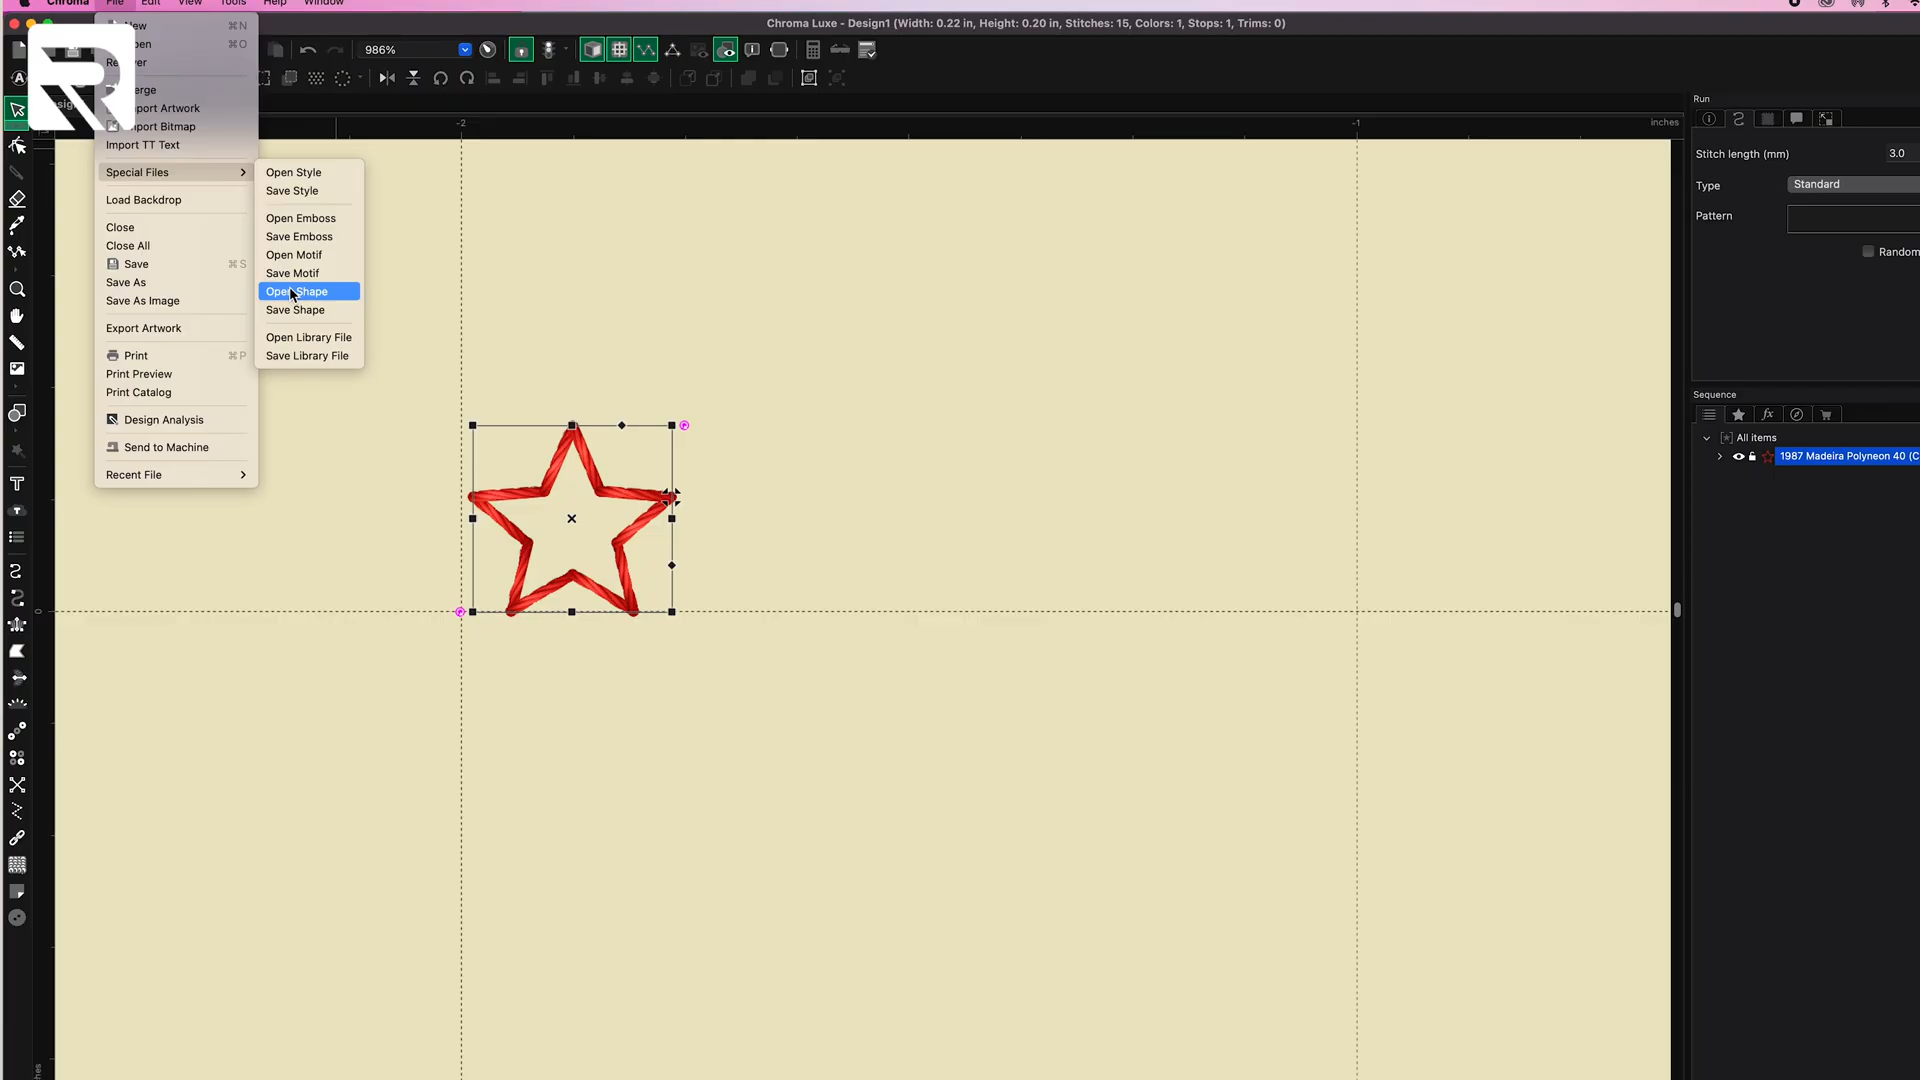 Chroma File Edit View Tools Help Window
Chroma Luxe - Design1 (Width: 0.22 in, Height: 0.20 in, Stitches: 15, Colors: 1, Stops: 1, Trims: 0)
⌘N
⌘O
986%
Import TT Text
Special Files
Load Backdrop
Close
Close All
Save ⌘S
Save As
Save As Image
Export Artwork
Print ⌘P
Print Preview
Print Catalog
Design Analysis
Send to Machine
Recent File
Open Style
Save Style
Open Emboss
Save Emboss
Open Motif
Save Motif
Open Shape
Save Shape
Open Library File
Save Library File
-2
-1
inches
0
Run
Stitch length (mm) 3.0
Type Standard
Pattern
Random
Sequence
All items
1987 Madeira Polyneon 40 (C